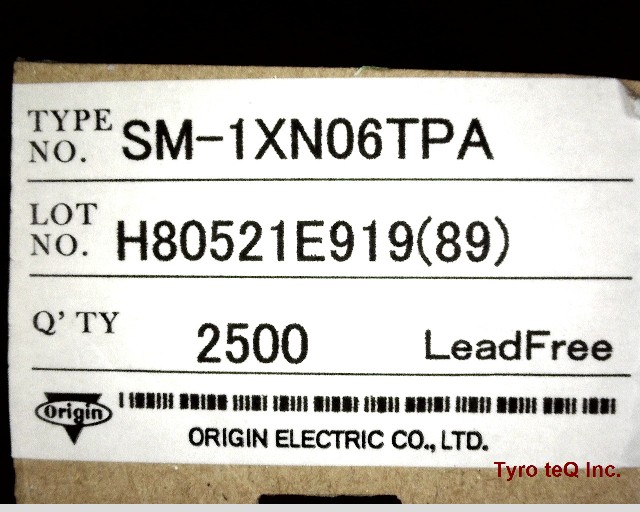 TYPE NO. SM-1XN06TPA
LOT NO. H80521E919(89)
Q'TY 2500 LeadFree
Origin
ORIGIN ELECTRIC CO., LTD.
Tyro teQ Inc.